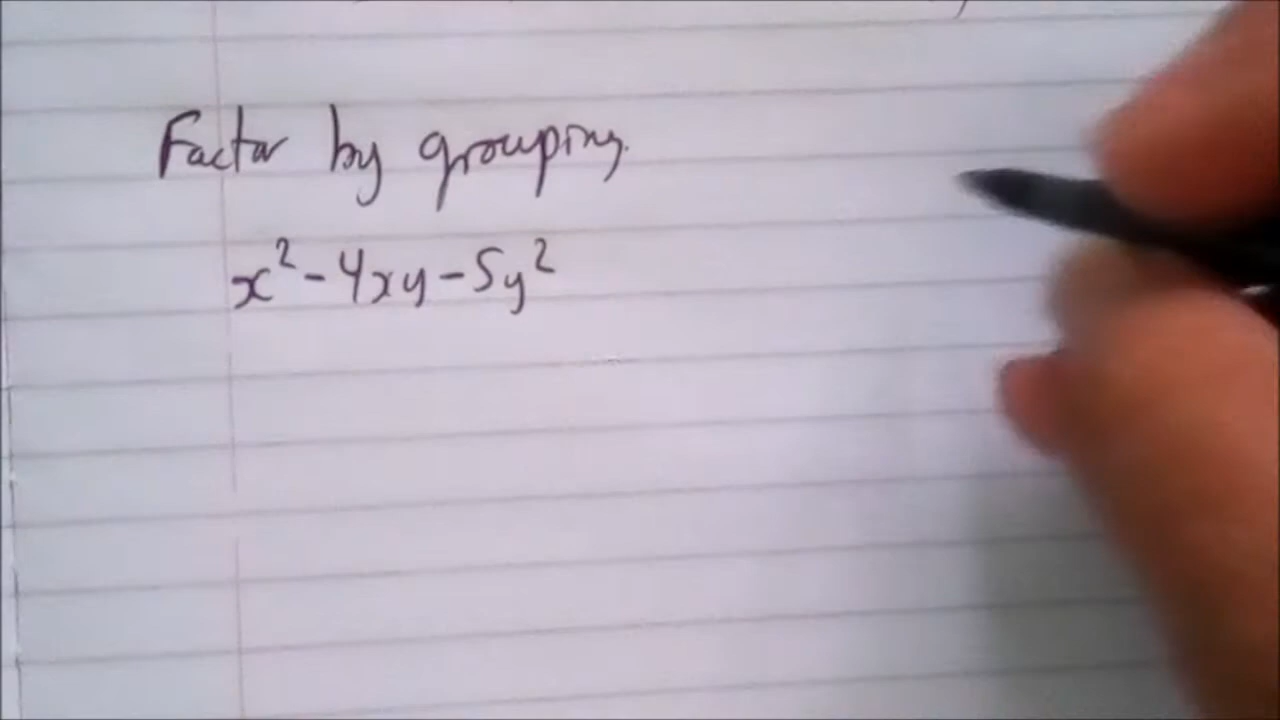 Factor by grouping.
x² - 4xy - 5y²